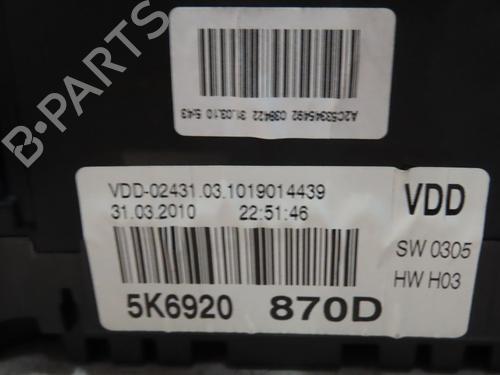 B-PARTS
A2C53345492 038422 31.03.10 5:43
VDD-02431.03.1019014439
31.03.2010 22:51:46
VDD
SW 0305
HW H03
5K6920 870D